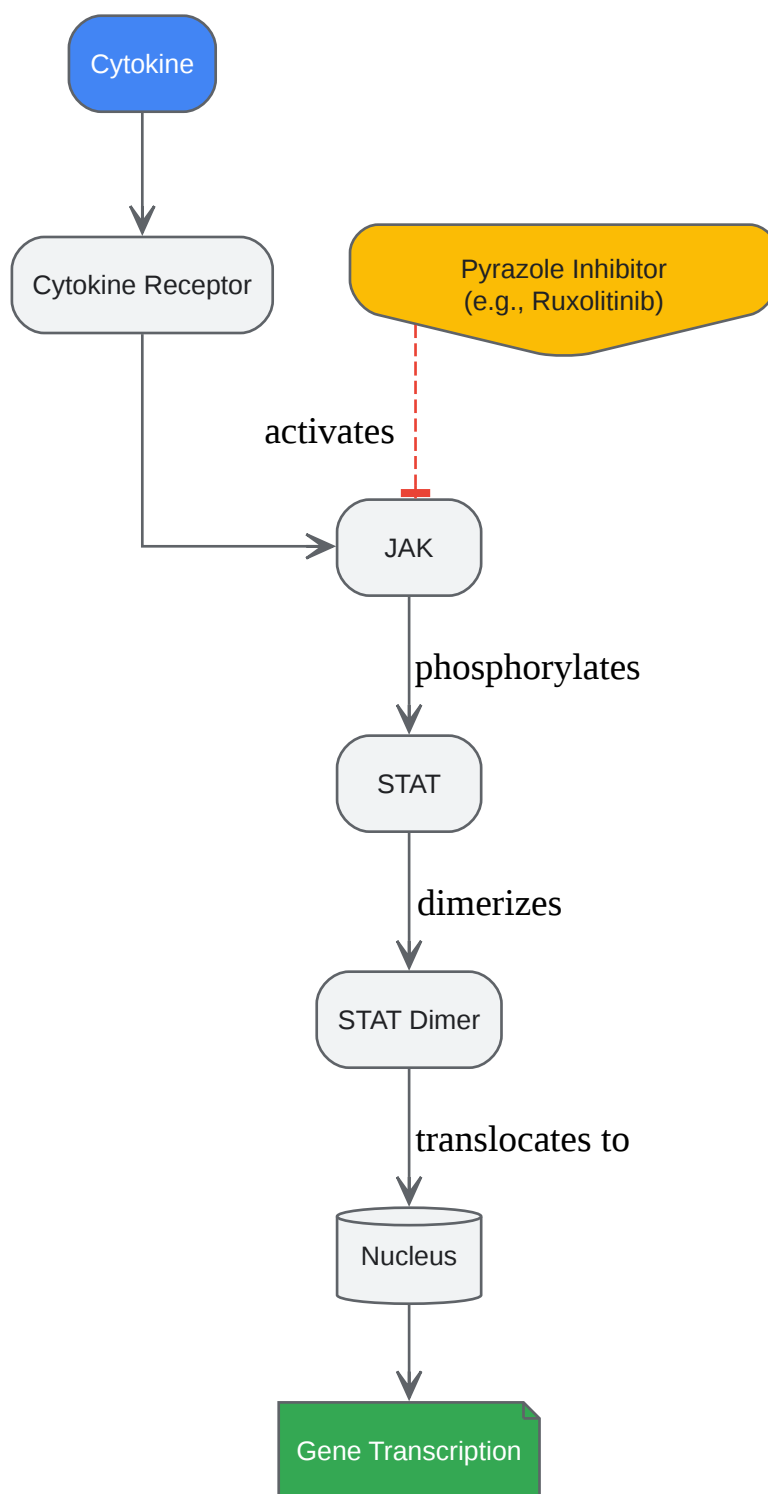 Cytokine
Cytokine Receptor
Pyrazole Inhibitor
(e.g., Ruxolitinib)
activates
JAK
phosphorylates
STAT
dimerizes
STAT Dimer
translocates to
Nucleus
Gene Transcription